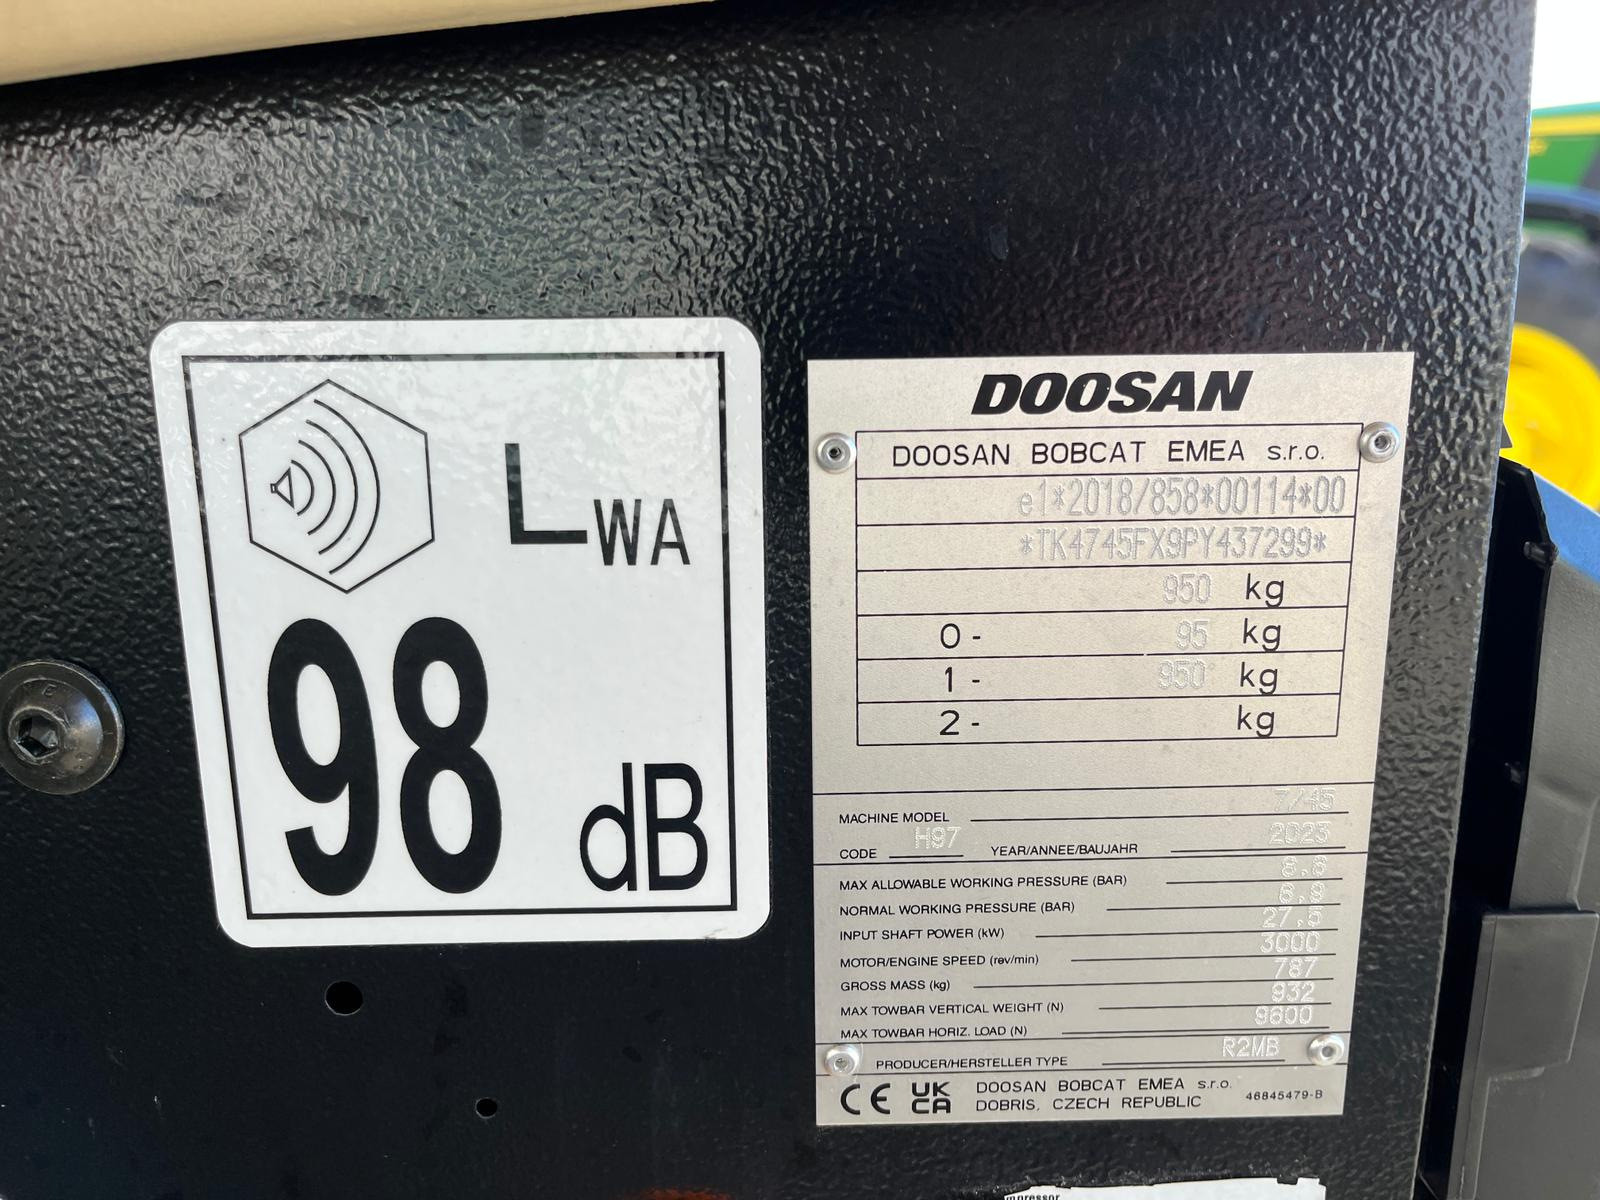 LWA
98 dB
DOOSAN
DOOSAN BOBCAT EMEA s.r.o.
e1*2018/858*00114*00
*TK4745FX9PY437299*
950 kg
0- 95 kg
1- 950 kg
2- kg
MACHINE MODEL 7/45
CODE H97 YEAR/ANNEE/BAUJAHR 2023
MAX ALLOWABLE WORKING PRESSURE (BAR) 8,8
NORMAL WORKING PRESSURE (BAR) 6,9
INPUT SHAFT POWER (kW) 27,5
MOTOR/ENGINE SPEED (rev/min) 3000
GROSS MASS (kg) 787
MAX TOWBAR VERTICAL WEIGHT (N) 932
MAX TOWBAR HORIZ. LOAD (N) 9600
PRODUCER/HERSTELLER TYPE R2MB
CE UK CA DOOSAN BOBCAT EMEA s.r.o.
DOBRIS, CZECH REPUBLIC 46845479-B